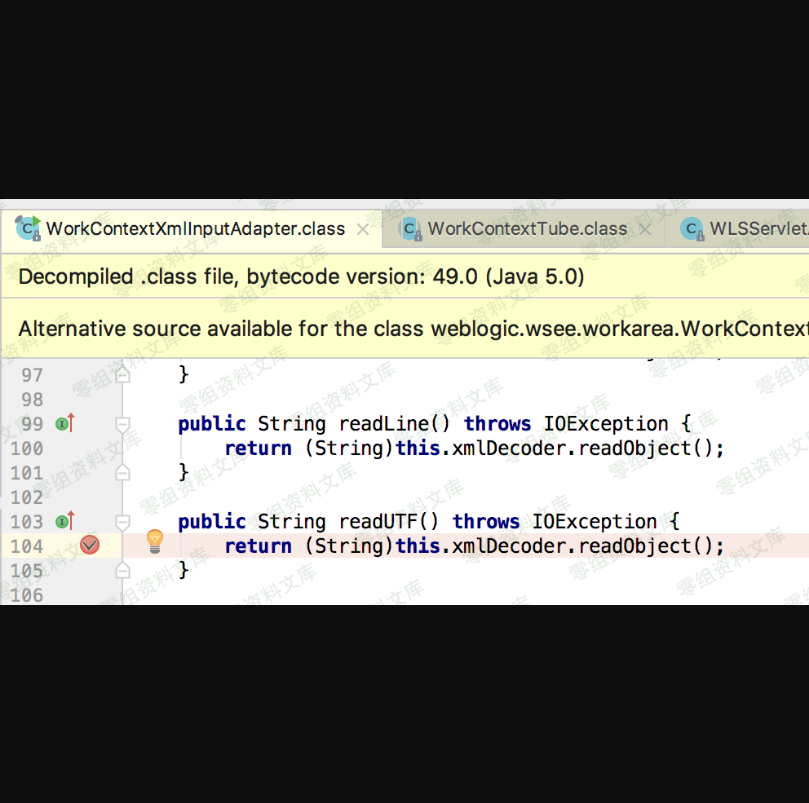 WorkContextXmlInputAdapter.class
WorkContextTube.class
WLSServlet
Decompiled .class file, bytecode version: 49.0 (Java 5.0)
Alternative source available for the class weblogic.wsee.workarea.WorkContext
97 }
98
99 public String readLine() throws IOException {
100 return (String)this.xmlDecoder.readObject();
101 }
102
103 public String readUTF() throws IOException {
104 return (String)this.xmlDecoder.readObject();
105 }
106
零组资料文库